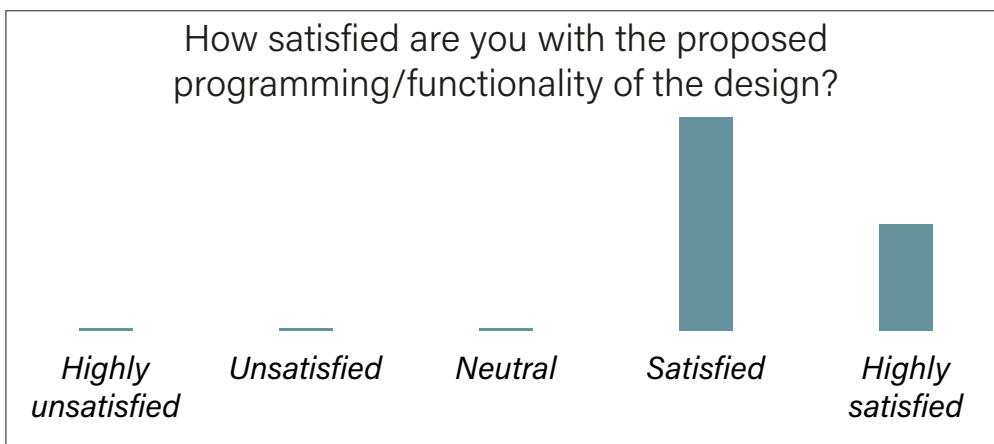 How satisfied are you with the proposed
programming/functionality of the design?
Highly
unsatisfied
Unsatisfied
Neutral
Satisfied
Highly
satisfied